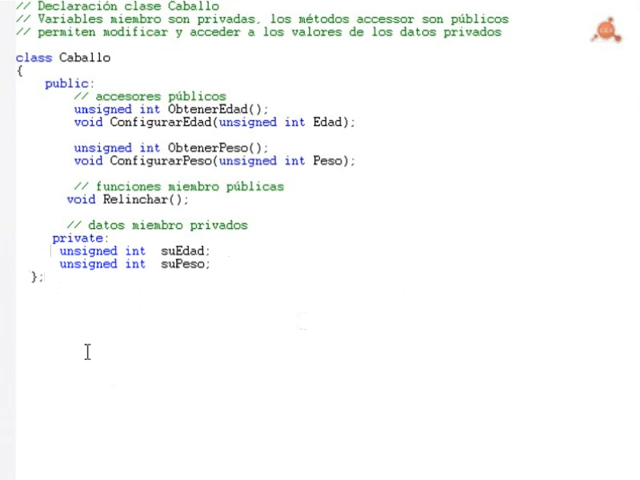 // Declaración clase Caballo
// Variables miembro son privadas, los métodos accessor son públicos
// permiten modificar y acceder a los valores de los datos privados
class Caballo
{
public:
// accesores públicos
unsigned int ObtenerEdad();
void ConfigurarEdad(unsigned int Edad);
unsigned int ObtenerPeso();
void ConfigurarPeso(unsigned int Peso);
// funciones miembro públicas
void Relinchar();
// datos miembro privados
private:
unsigned int suEdad;
unsigned int suPeso;
};